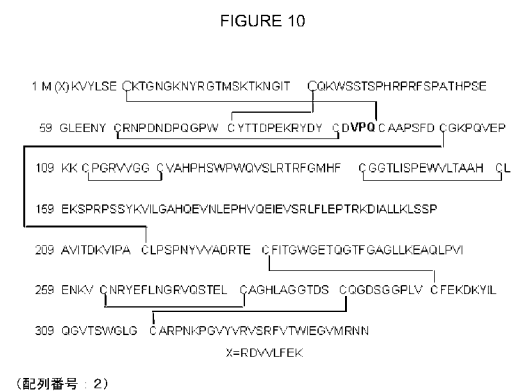 FIGURE 10
1 M (X) KVYLSE CKTGNGKNYRGTMSKTKNGIT CQKWSSTSPHRPRFSPATHPSE
59 GLEENY CRNPDNDPQGPW CYTTDPEKRYDY CDVPQCAAPSFD CGKPQVEP
109 KK CPGRVVGG CVAHPHSWPWQVSLRTRFGMHF CGGTLISPEWVLTAAH CL
159 EKSPRPSSYKVILGAHQEVNLEPHVQEIEVSRLFLEPTRKDIALLKLSSP
209 AVITDKVIPA CLPSPNYVVADRTE CFITGWGETQGTFGAGLLKEAQLPVI
259 ENKV CNRYEFLNGRVQSTEL CAGHLAGGTDS CQGDSGGPLV CFEKDKYIL
309 QGVTSWGLG CARPNKPGVYVRVSRFVTWIEGVMRNN
X=RDVVLFEK
(配列番号:2)